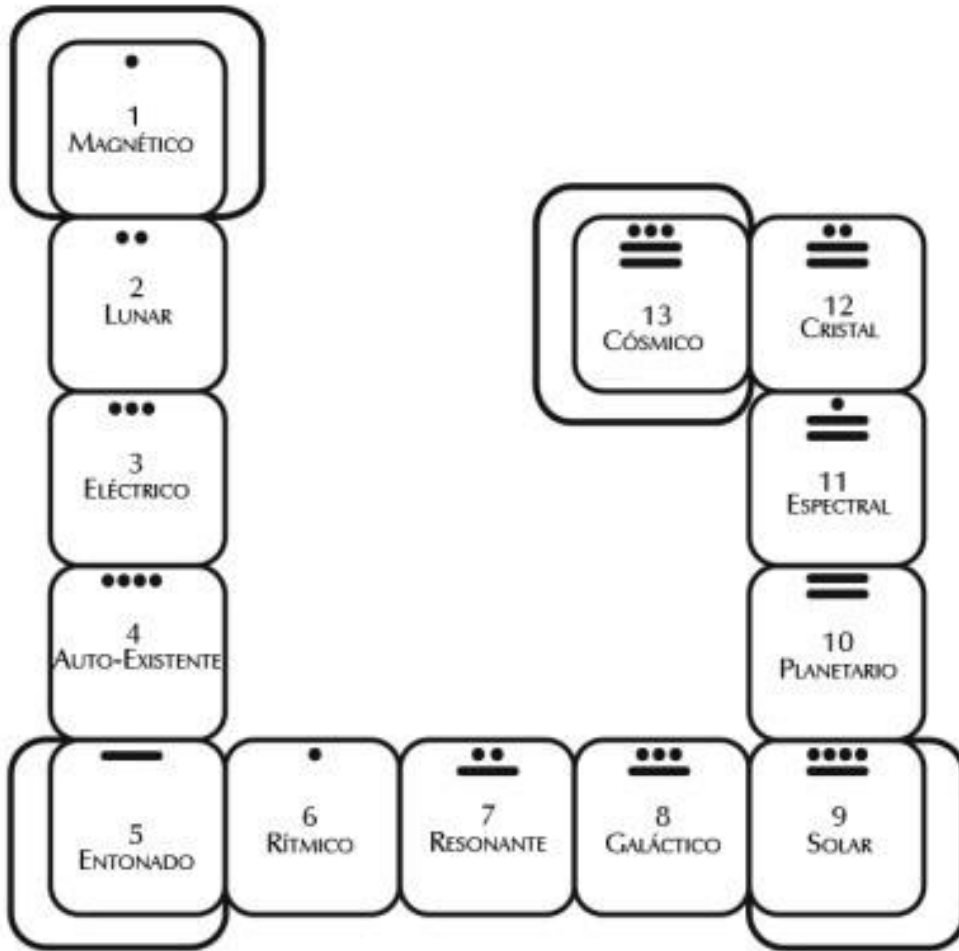 1
MAGNÉTICO
2
LUNAR
3
ELÉCTRICO
4
AUTO-EXISTENTE
5
ENTONADO
6
RÍTMICO
7
RESONANTE
8
GALÁCTICO
9
SOLAR
10
PLANETARIO
11
ESPECTRAL
12
CRISTAL
13
CÓSMICO